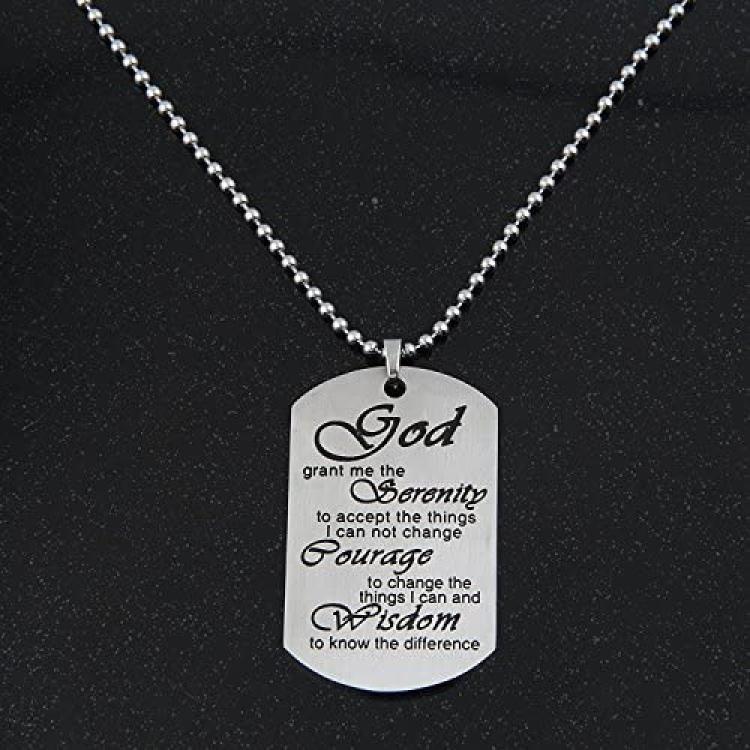 God
grant me the
Serenity
to accept the things
I can not change
Courage
to change the
things I can and
Wisdom
to know the difference